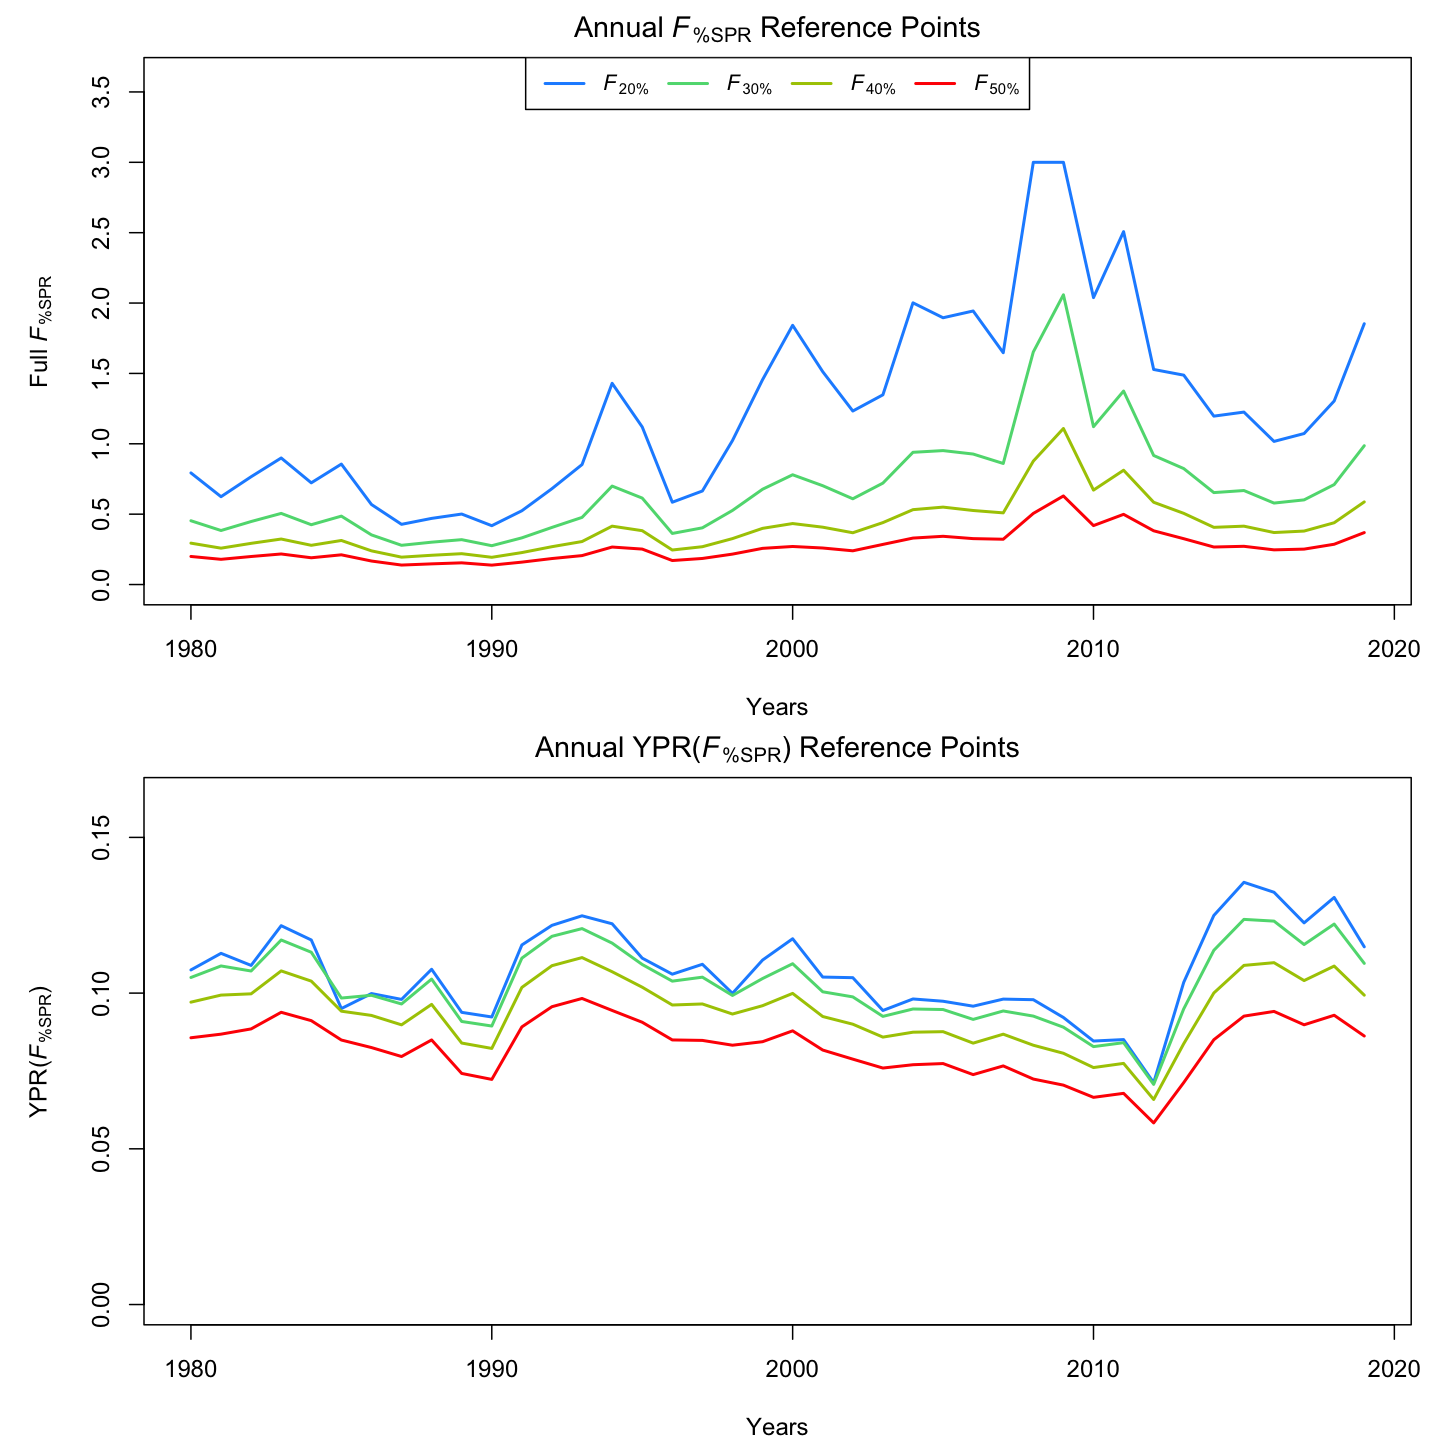 Annual F%SPR Reference Points
F20% F30% F40% F50%
Full F%SPR
3.5
3.0
2.5
2.0
1.5
1.0
0.5
0.0
1980 1990 2000 2010 2020
Years
Annual YPR(F%SPR) Reference Points
YPR(F%SPR)
0.15
0.10
0.05
0.00
1980 1990 2000 2010 2020
Years